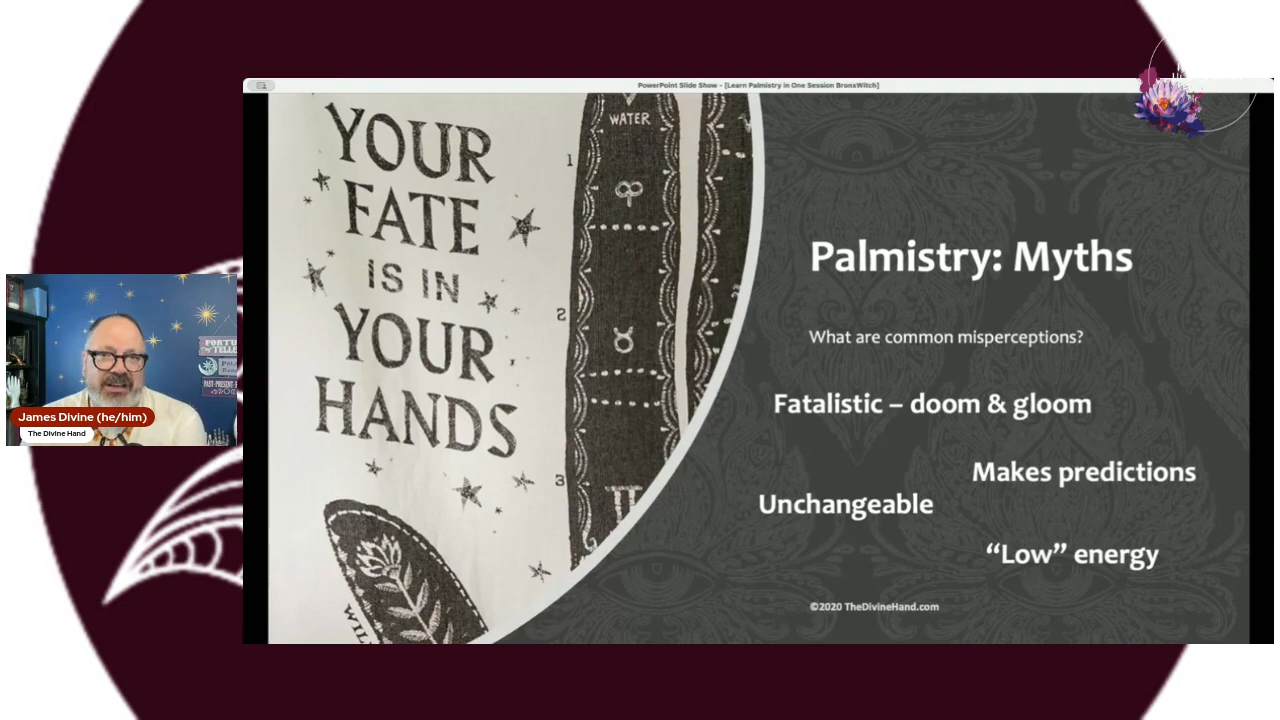 PowerPoint Slide Show - [Learn Palmistry in One Session BronxWitch]
YOUR
FATE
IS IN
YOUR
HANDS
WATER
1
2
3
Palmistry: Myths
What are common misperceptions?
Fatalistic – doom & gloom
Makes predictions
Unchangeable
“Low” energy
©2020 TheDivineHand.com
James Divine (he/him)
The Divine Hand